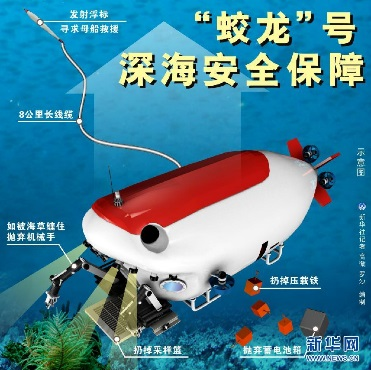 发射浮标
寻求母船救援
“蛟龙”号
深海安全保障
8公里长线缆
示意图
如被海草缠住
抛弃机械手
扔掉压载铁
扔掉采样篮
抛弃蓄电池箱
新华网